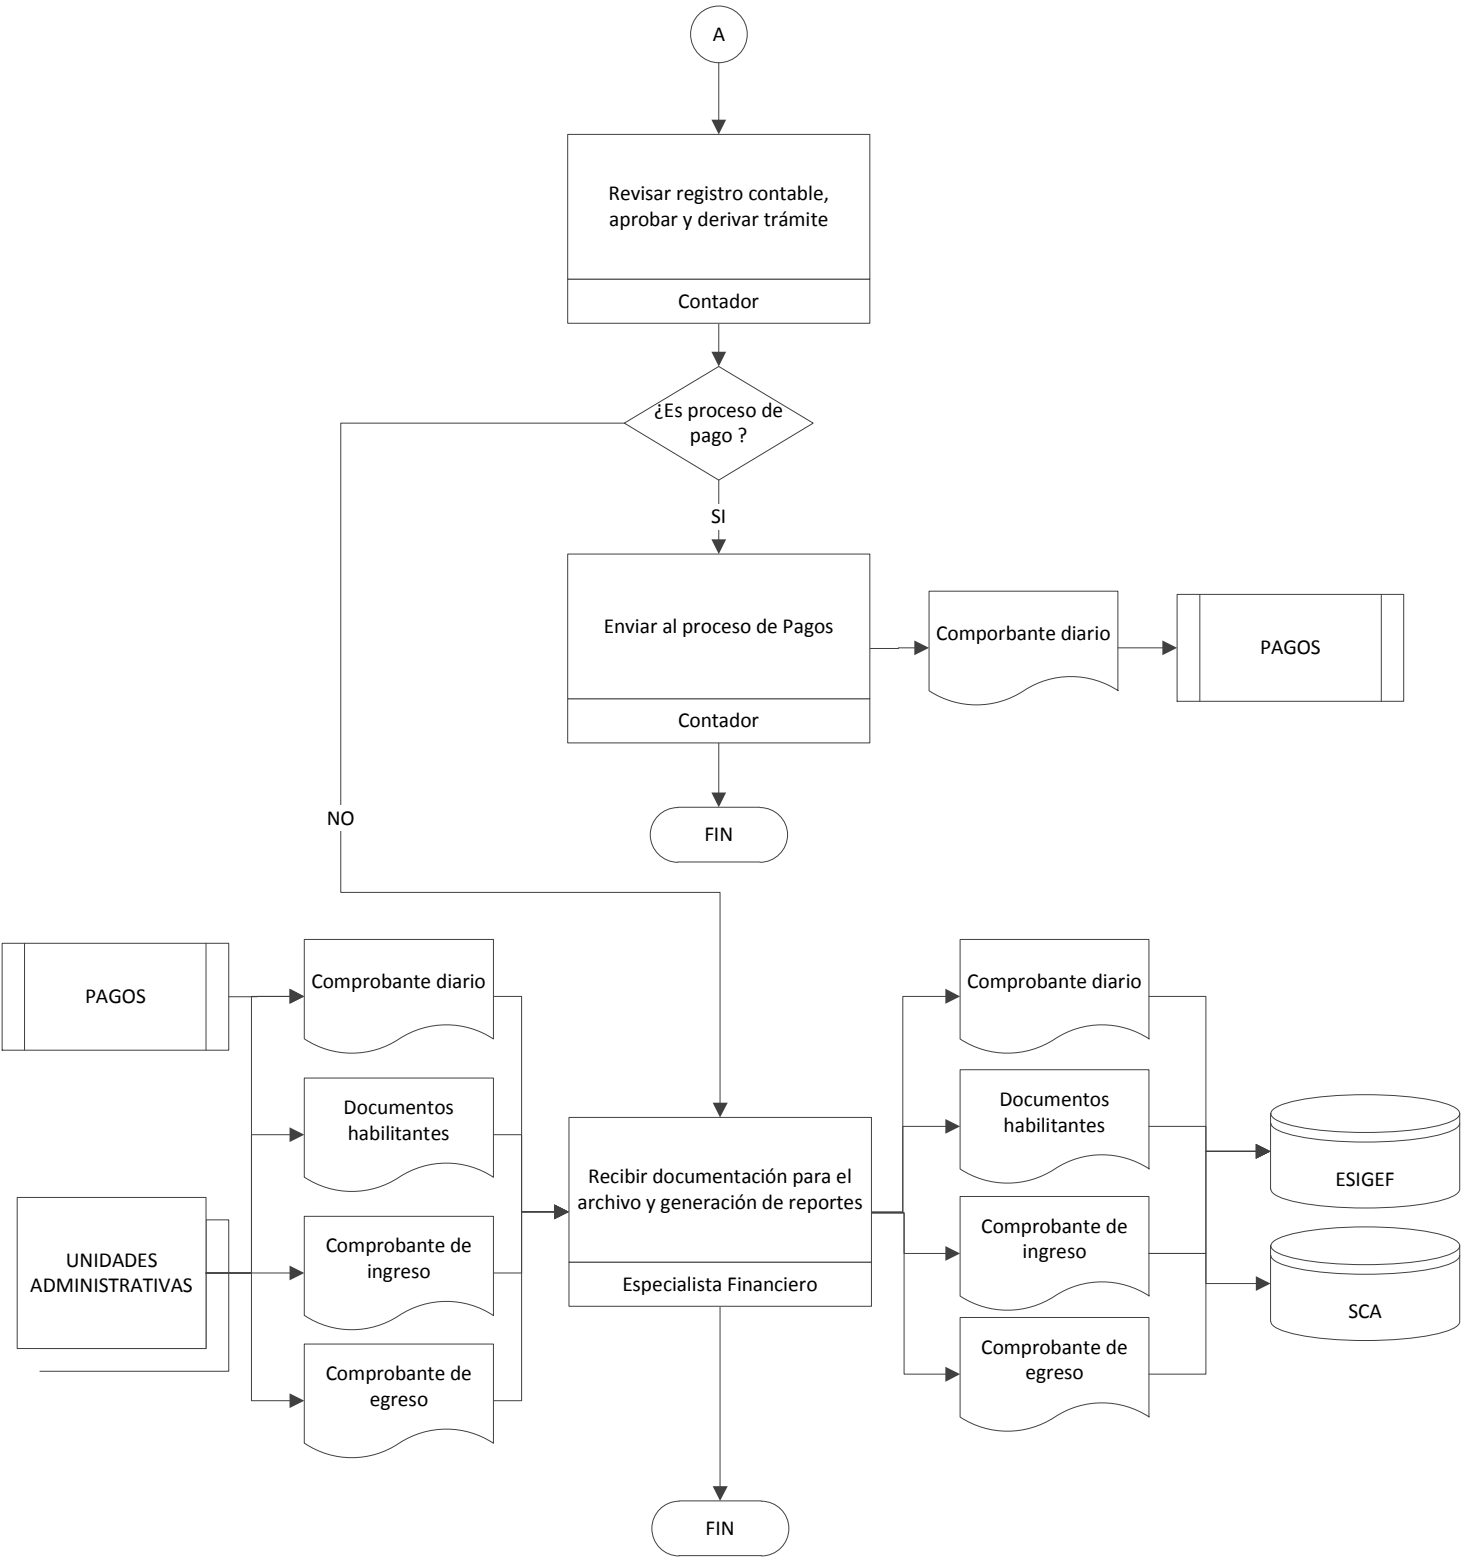 A
Revisar registro contable,
aprobar y derivar trámite
Contador
¿Es proceso de
pago ?
SI
Enviar al proceso de Pagos
Contador
Comporbante diario
PAGOS
NO
FIN
PAGOS
Comprobante diario
Documentos
habilitantes
UNIDADES
ADMINISTRATIVAS
Comprobante de
ingreso
Comprobante de
egreso
Recibir documentación para el
archivo y generación de reportes
Especialista Financiero
Comprobante diario
Documentos
habilitantes
Comprobante de
ingreso
Comprobante de
egreso
ESIGEF
SCA
FIN